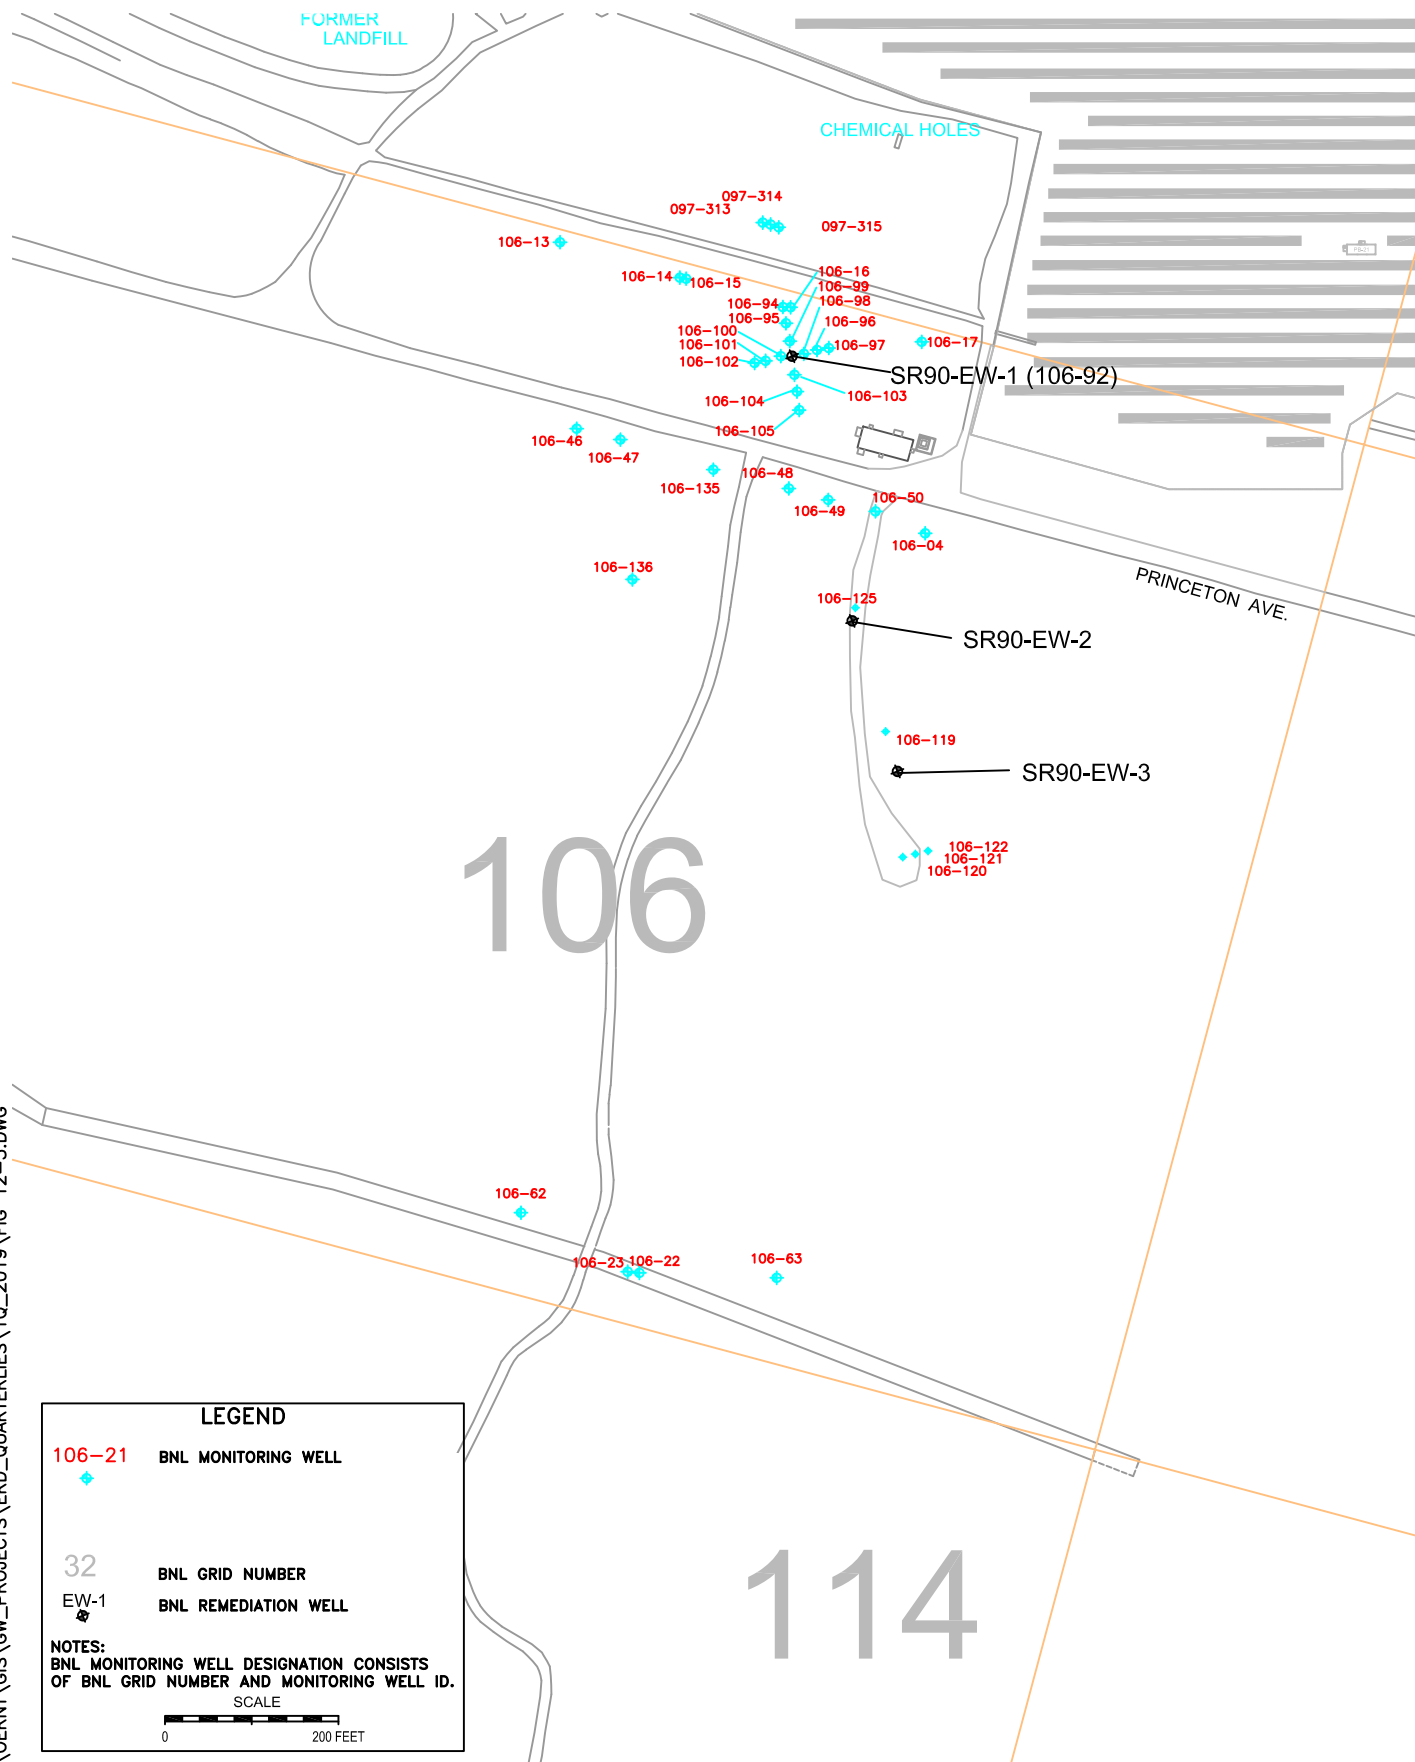 FORMER
LANDFILL
CHEMICAL HOLES
097-314
097-313
097-315
106-13
106-14
106-15
106-16
106-99
106-94
106-98
106-95
106-96
106-100
106-101
106-97
106-17
106-102
SR90-EW-1 (106-92)
106-103
106-104
106-105
106-46
106-47
106-135
106-48
106-49
106-50
106-04
106-136
106-125
PRINCETON AVE.
SR90-EW-2
106-119
SR90-EW-3
106
106-122
106-121
106-120
106-62
106-23
106-22
106-63
114
LEGEND
106-21 BNL MONITORING WELL
32 BNL GRID NUMBER
EW-1 BNL REMEDIATION WELL
NOTES:
BNL MONITORING WELL DESIGNATION CONSISTS
OF BNL GRID NUMBER AND MONITORING WELL ID.
SCALE
0 200 FEET